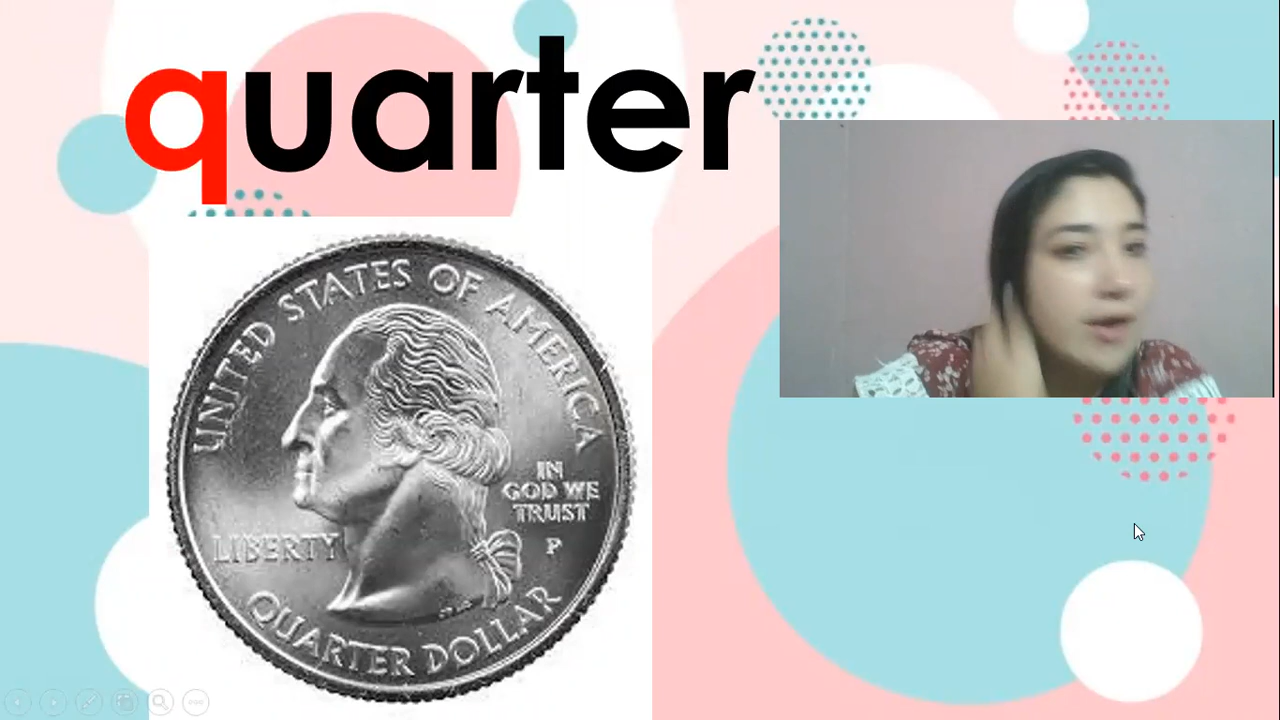 quarter
UNITED STATES OF AMERICA
IN
GOD WE
TRUST
LIBERTY
P
QUARTER DOLLAR